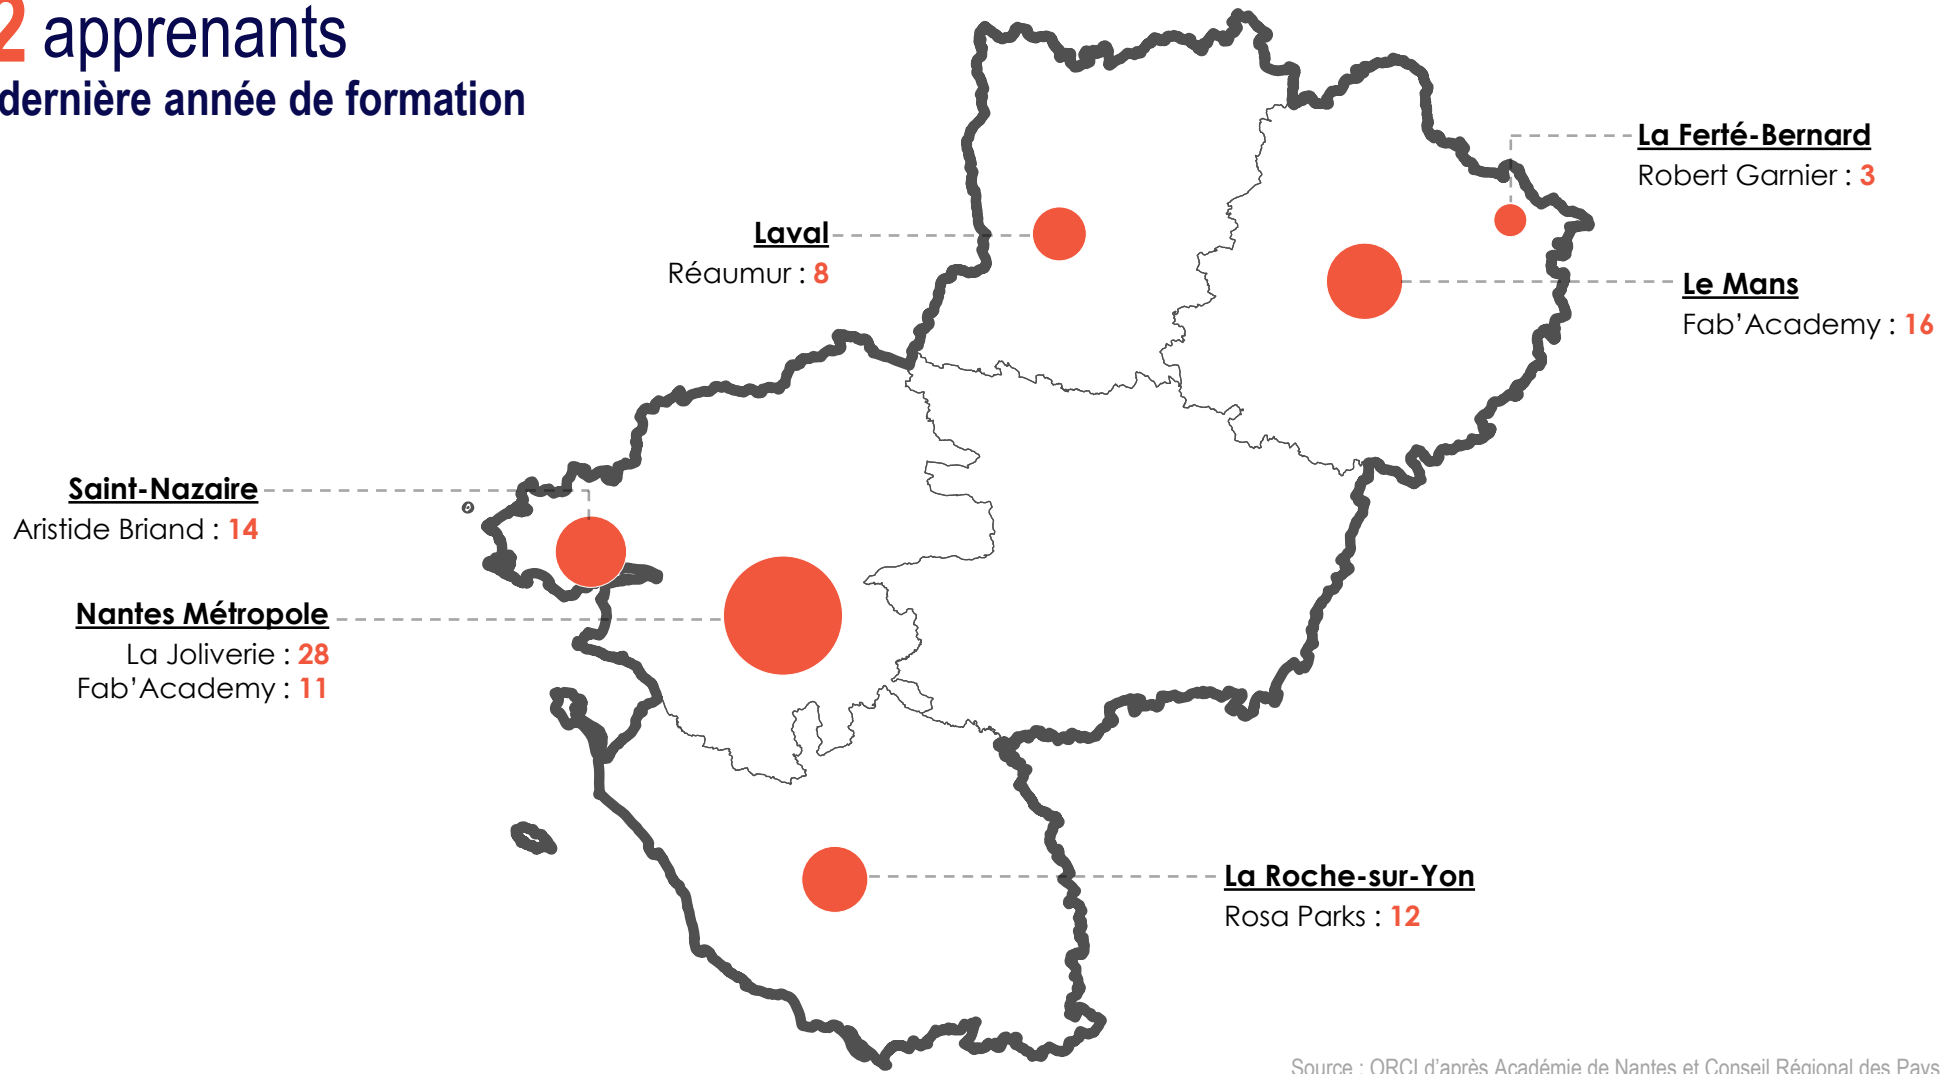 2 apprenants
dernière année de formation
La Ferté-Bernard
Robert Garnier : 3
Laval
Réaumur : 8
Le Mans
Fab’Academy : 16
Saint-Nazaire
Aristide Briand : 14
Nantes Métropole
La Joliverie : 28
Fab’Academy : 11
La Roche-sur-Yon
Rosa Parks : 12
Source : ORCI d’après Académie de Nantes et Conseil Régional des Pays